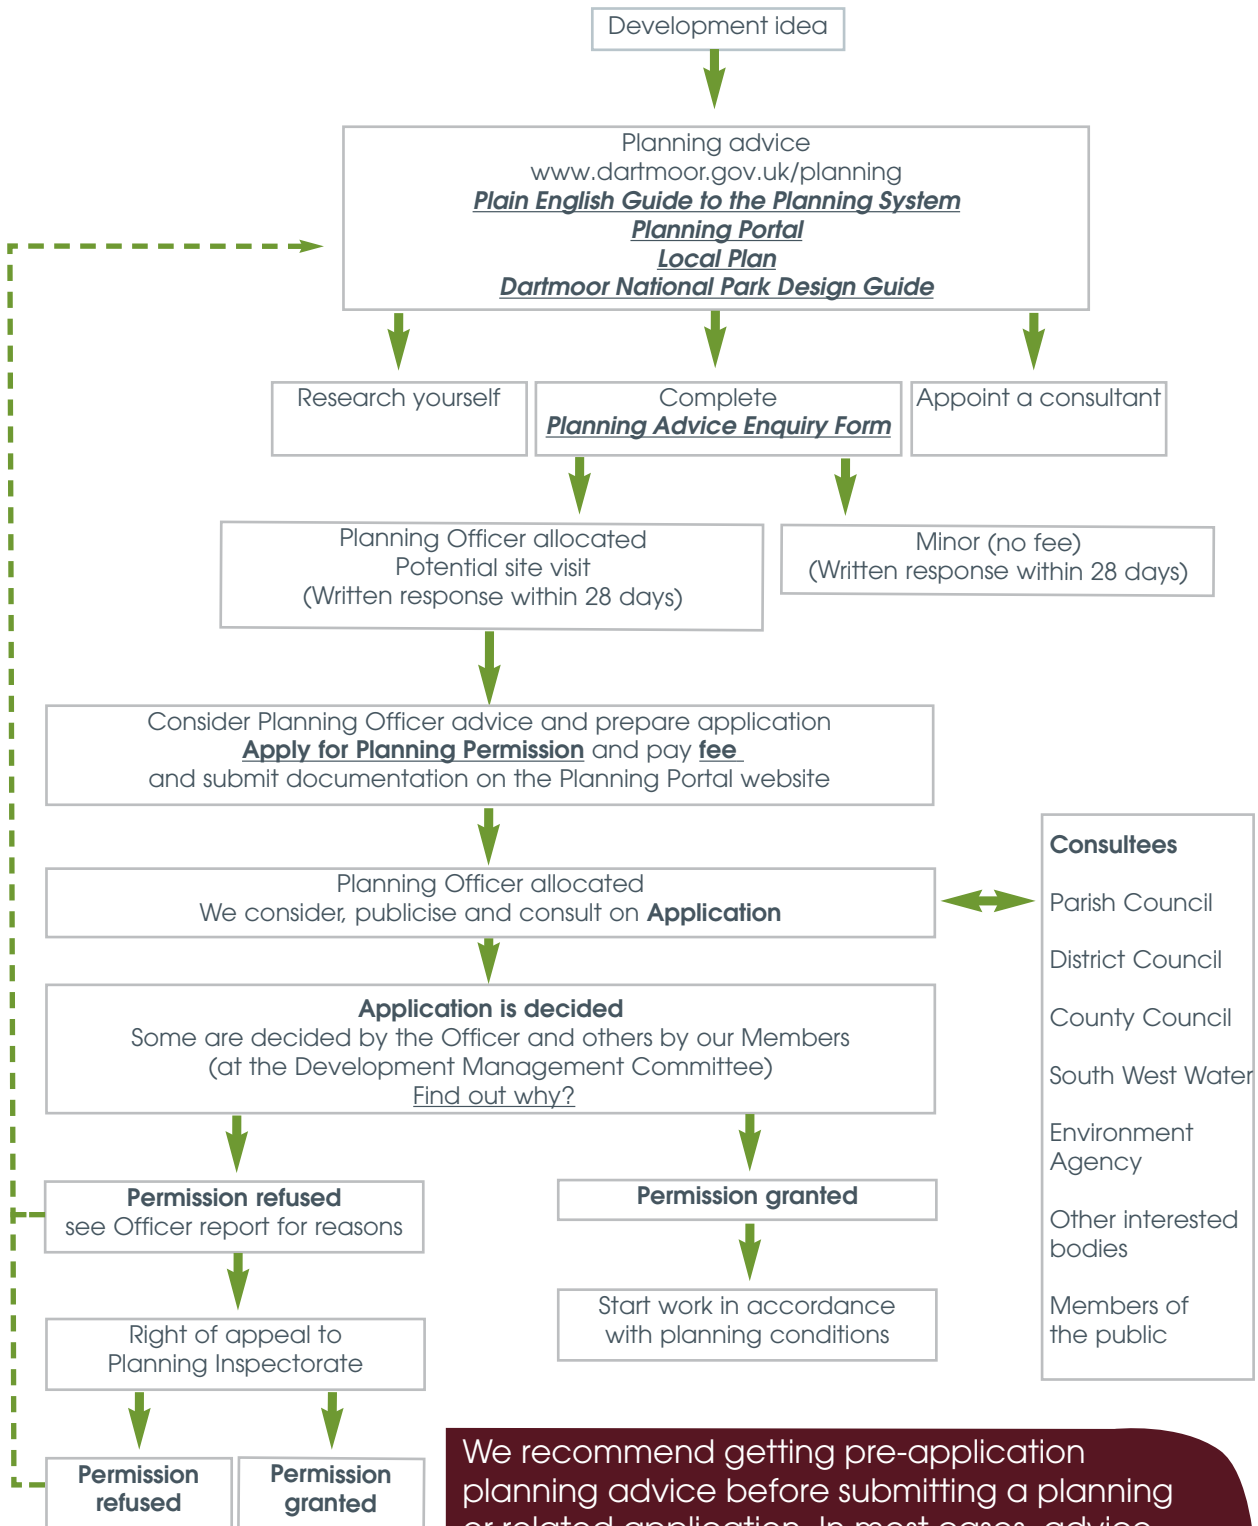 Development idea
Planning advice
www.dartmoor.gov.uk/planning
Plain English Guide to the Planning System
Planning Portal
Local Plan
Dartmoor National Park Design Guide
Research yourself
Complete
Planning Advice Enquiry Form
Appoint a consultant
Planning Officer allocated
Potential site visit
(Written response within 28 days)
Minor (no fee)
(Written response within 28 days)
Consider Planning Officer advice and prepare application
Apply for Planning Permission and pay fee
and submit documentation on the Planning Portal website
Planning Officer allocated
We consider, publicise and consult on Application
Consultees
Parish Council
District Council
County Council
South West Water
Environment
Agency
Other interested
bodies
Members of
the public
Application is decided
Some are decided by the Officer and others by our Members
(at the Development Management Committee)
Find out why?
Permission refused
see Officer report for reasons
Permission granted
Right of appeal to
Planning Inspectorate
Start work in accordance
with planning conditions
Permission
refused
Permission
granted
We recommend getting pre-application
planning advice before submitting a planning
or related application. In most cases, advice